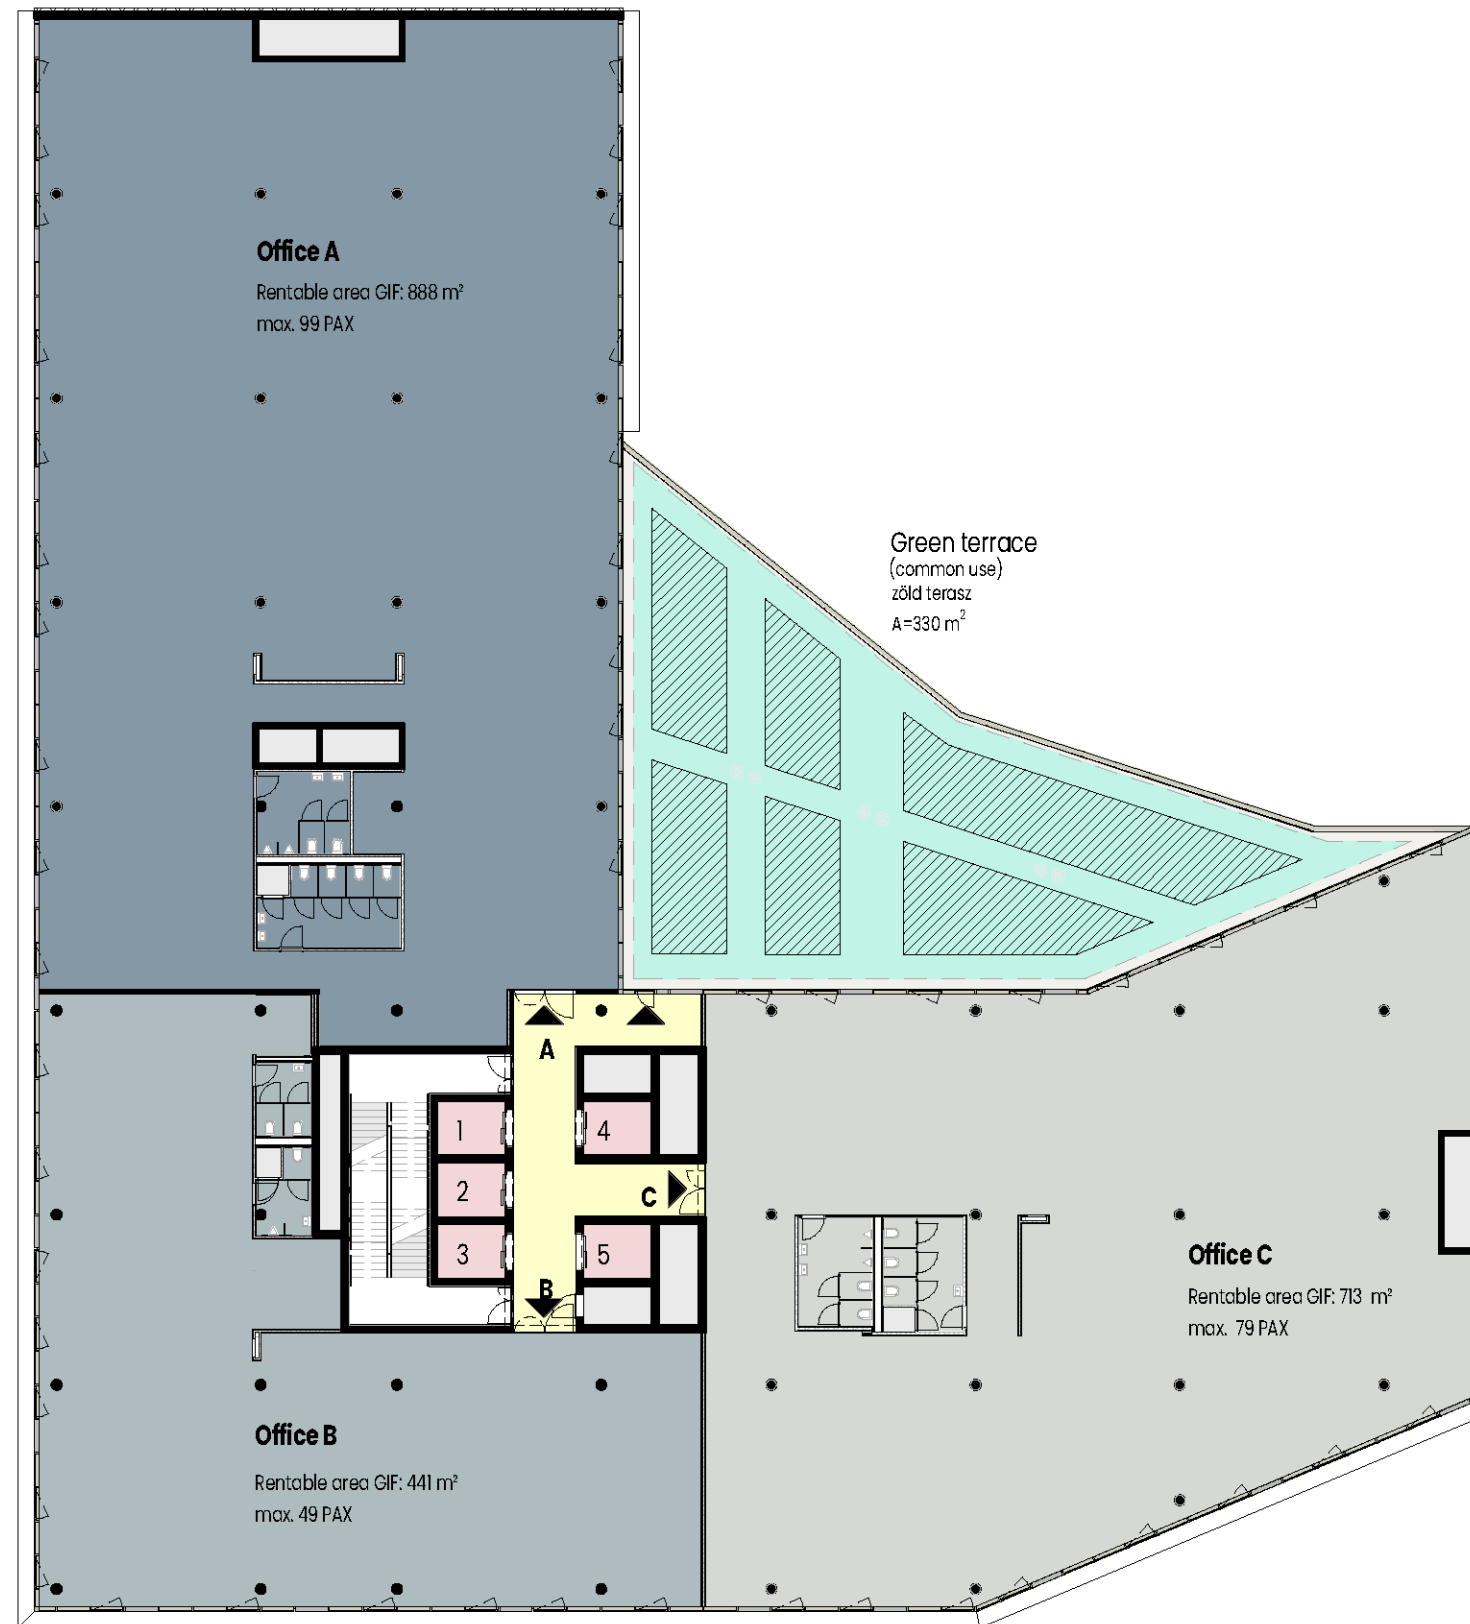 Office A
Rentable area GIF: 888 m²
max. 99 PAX
Green terrace
(common use)
zöld terasz
A=330 m²
A
1
4
2
C
3
5
B
Office C
Rentable area GIF: 713 m²
max. 79 PAX
Office B
Rentable area GIF: 441 m²
max. 49 PAX